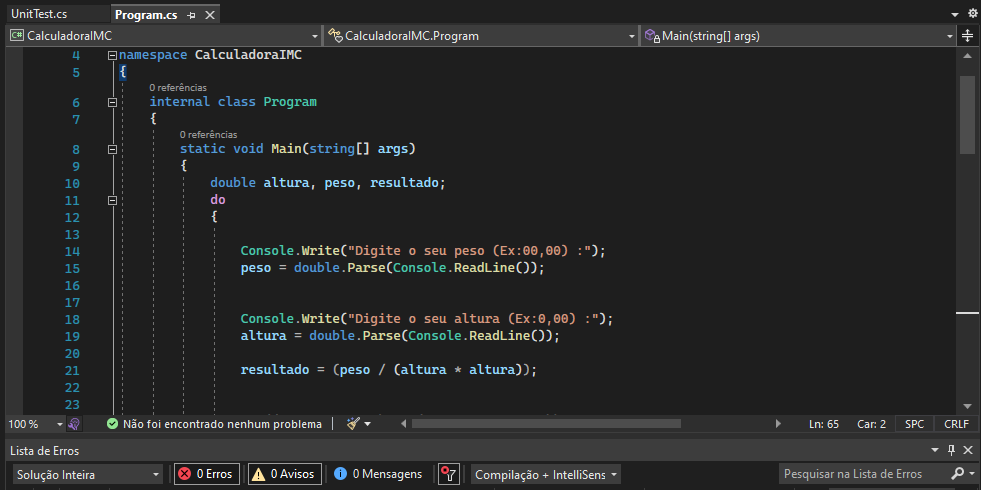 UnitTest.cs Program.cs
C# CalculadoraIMC CalculadoraIMC.Program Main(string[] args)
4 namespace CalculadoraIMC
5 {
0 referências
6 internal class Program
7 {
0 referências
8 static void Main(string[] args)
9 {
10 double altura, peso, resultado;
11 do
12 {
13
14 Console.Write("Digite o seu peso (Ex:00,00) :");
15 peso = double.Parse(Console.ReadLine());
16
17
18 Console.Write("Digite o seu altura (Ex:0,00) :");
19 altura = double.Parse(Console.ReadLine());
20
21 resultado = (peso / (altura * altura));
22
23
100 % Não foi encontrado nenhum problema Ln: 65 Car: 2 SPC CRLF
Lista de Erros
Solução Inteira 0 Erros 0 Avisos 0 Mensagens Compilação + IntelliSens Pesquisar na Lista de Erros